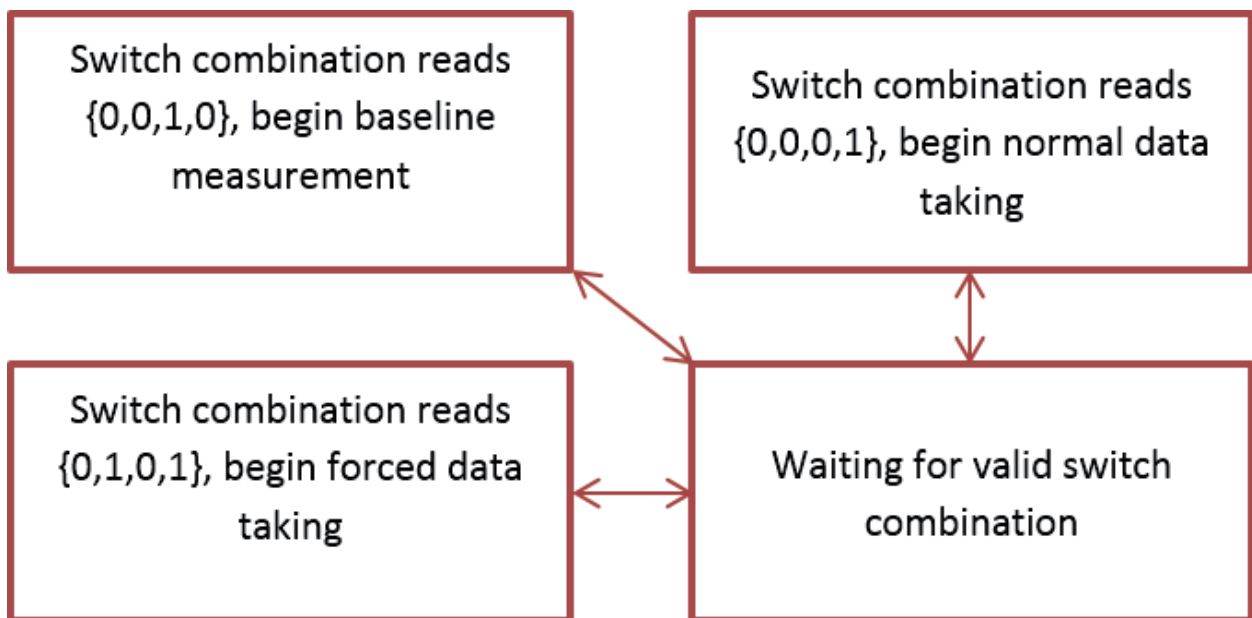 Switch combination reads
{0,0,1,0}, begin baseline
measurement
Switch combination reads
{0,0,0,1}, begin normal data
taking
Switch combination reads
{0,1,0,1}, begin forced data
taking
Waiting for valid switch
combination